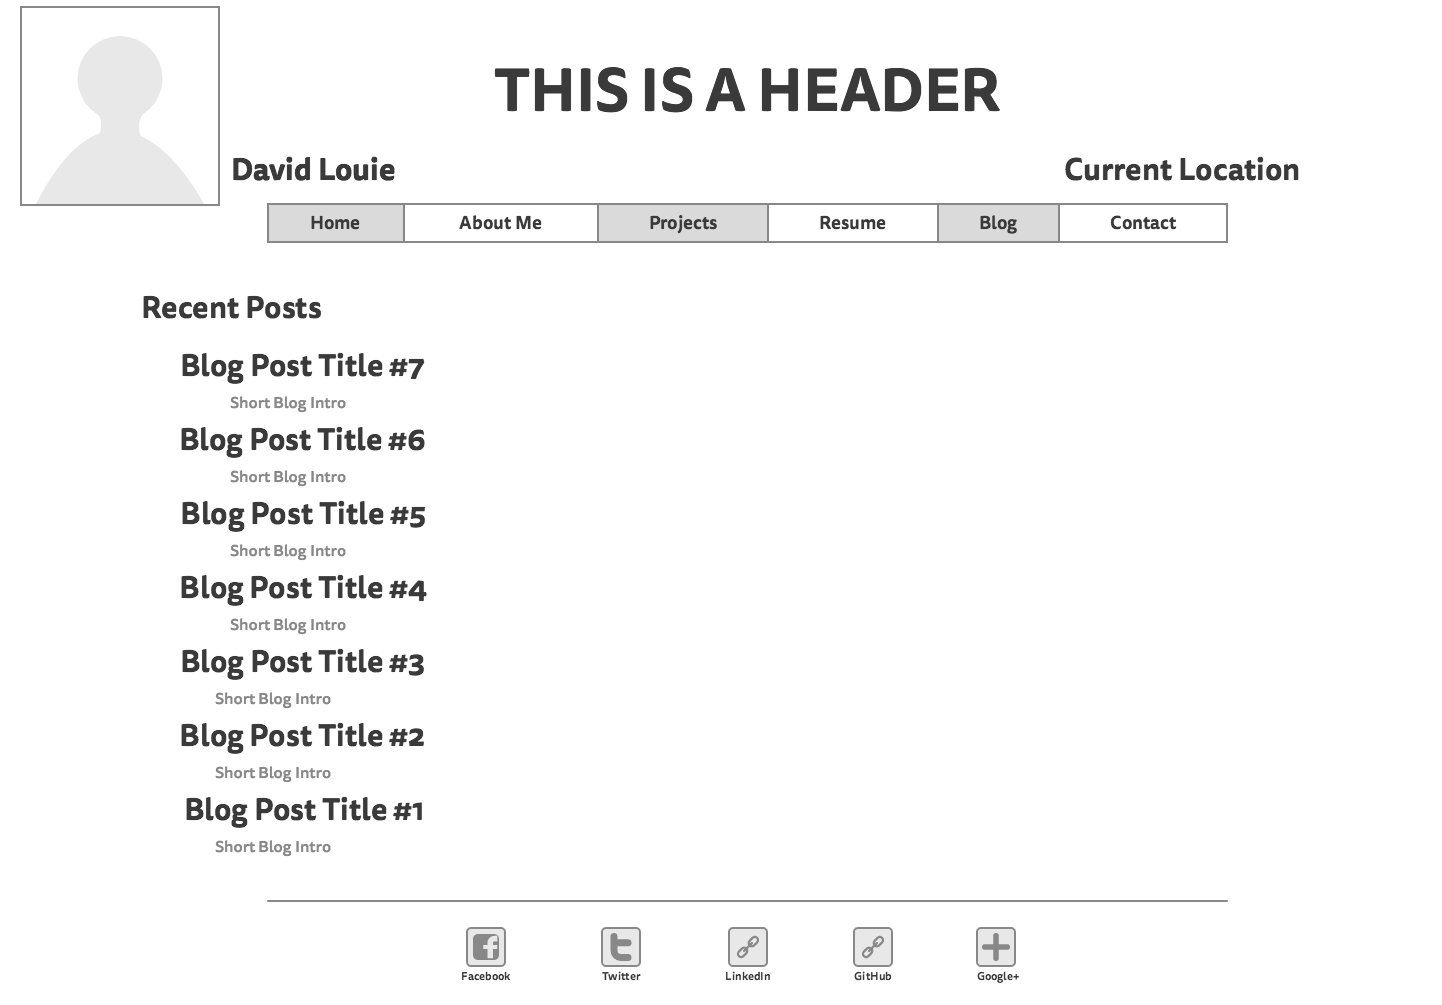 THIS IS A HEADER
David Louie
Current Location
Home
About Me
Projects
Resume
Blog
Contact
Recent Posts
Blog Post Title #7
Short Blog Intro
Blog Post Title #6
Short Blog Intro
Blog Post Title #5
Short Blog Intro
Blog Post Title #4
Short Blog Intro
Blog Post Title #3
Short Blog Intro
Blog Post Title #2
Short Blog Intro
Blog Post Title #1
Short Blog Intro
Facebook
Twitter
LinkedIn
GitHub
Google+